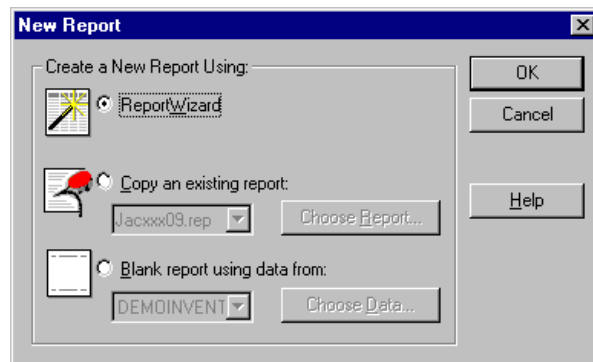 New Report
Create a New Report Using:
OK
ReportWizard
Cancel
Copy an existing report:
Jacxxx09.rep
Choose Report...
Help
Blank report using data from:
DEMOINVENT
Choose Data...